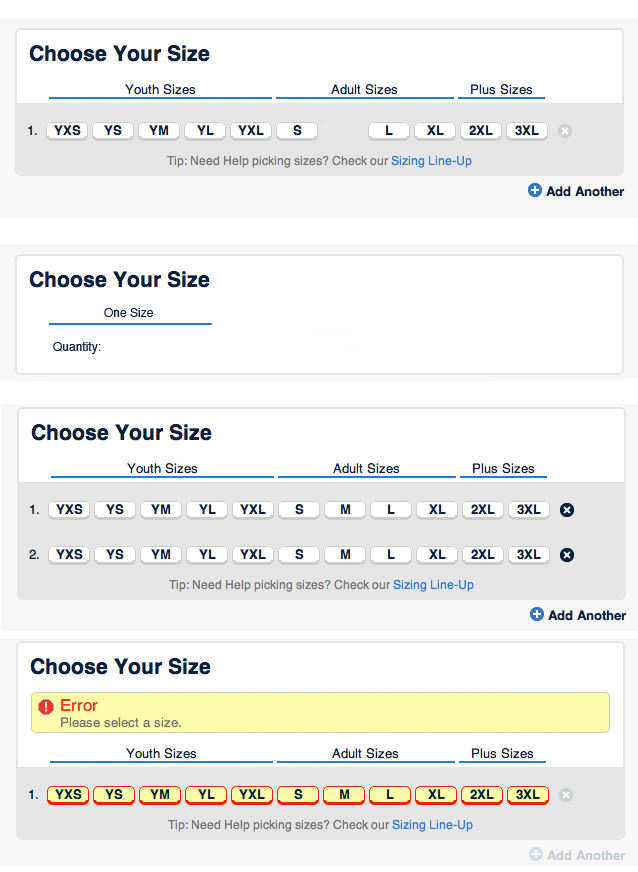 Choose Your Size
Youth Sizes Adult Sizes Plus Sizes
1. YXS YS YM YL YXL S L XL 2XL 3XL
Tip: Need Help picking sizes? Check our Sizing Line-Up
Add Another
Choose Your Size
One Size
Quantity:
Choose Your Size
Youth Sizes Adult Sizes Plus Sizes
1. YXS YS YM YL YXL S M L XL 2XL 3XL
2. YXS YS YM YL YXL S M L XL 2XL 3XL
Tip: Need Help picking sizes? Check our Sizing Line-Up
Add Another
Choose Your Size
Error
Please select a size.
Youth Sizes Adult Sizes Plus Sizes
1. YXS YS YM YL YXL S M L XL 2XL 3XL
Tip: Need Help picking sizes? Check our Sizing Line-Up
Add Another